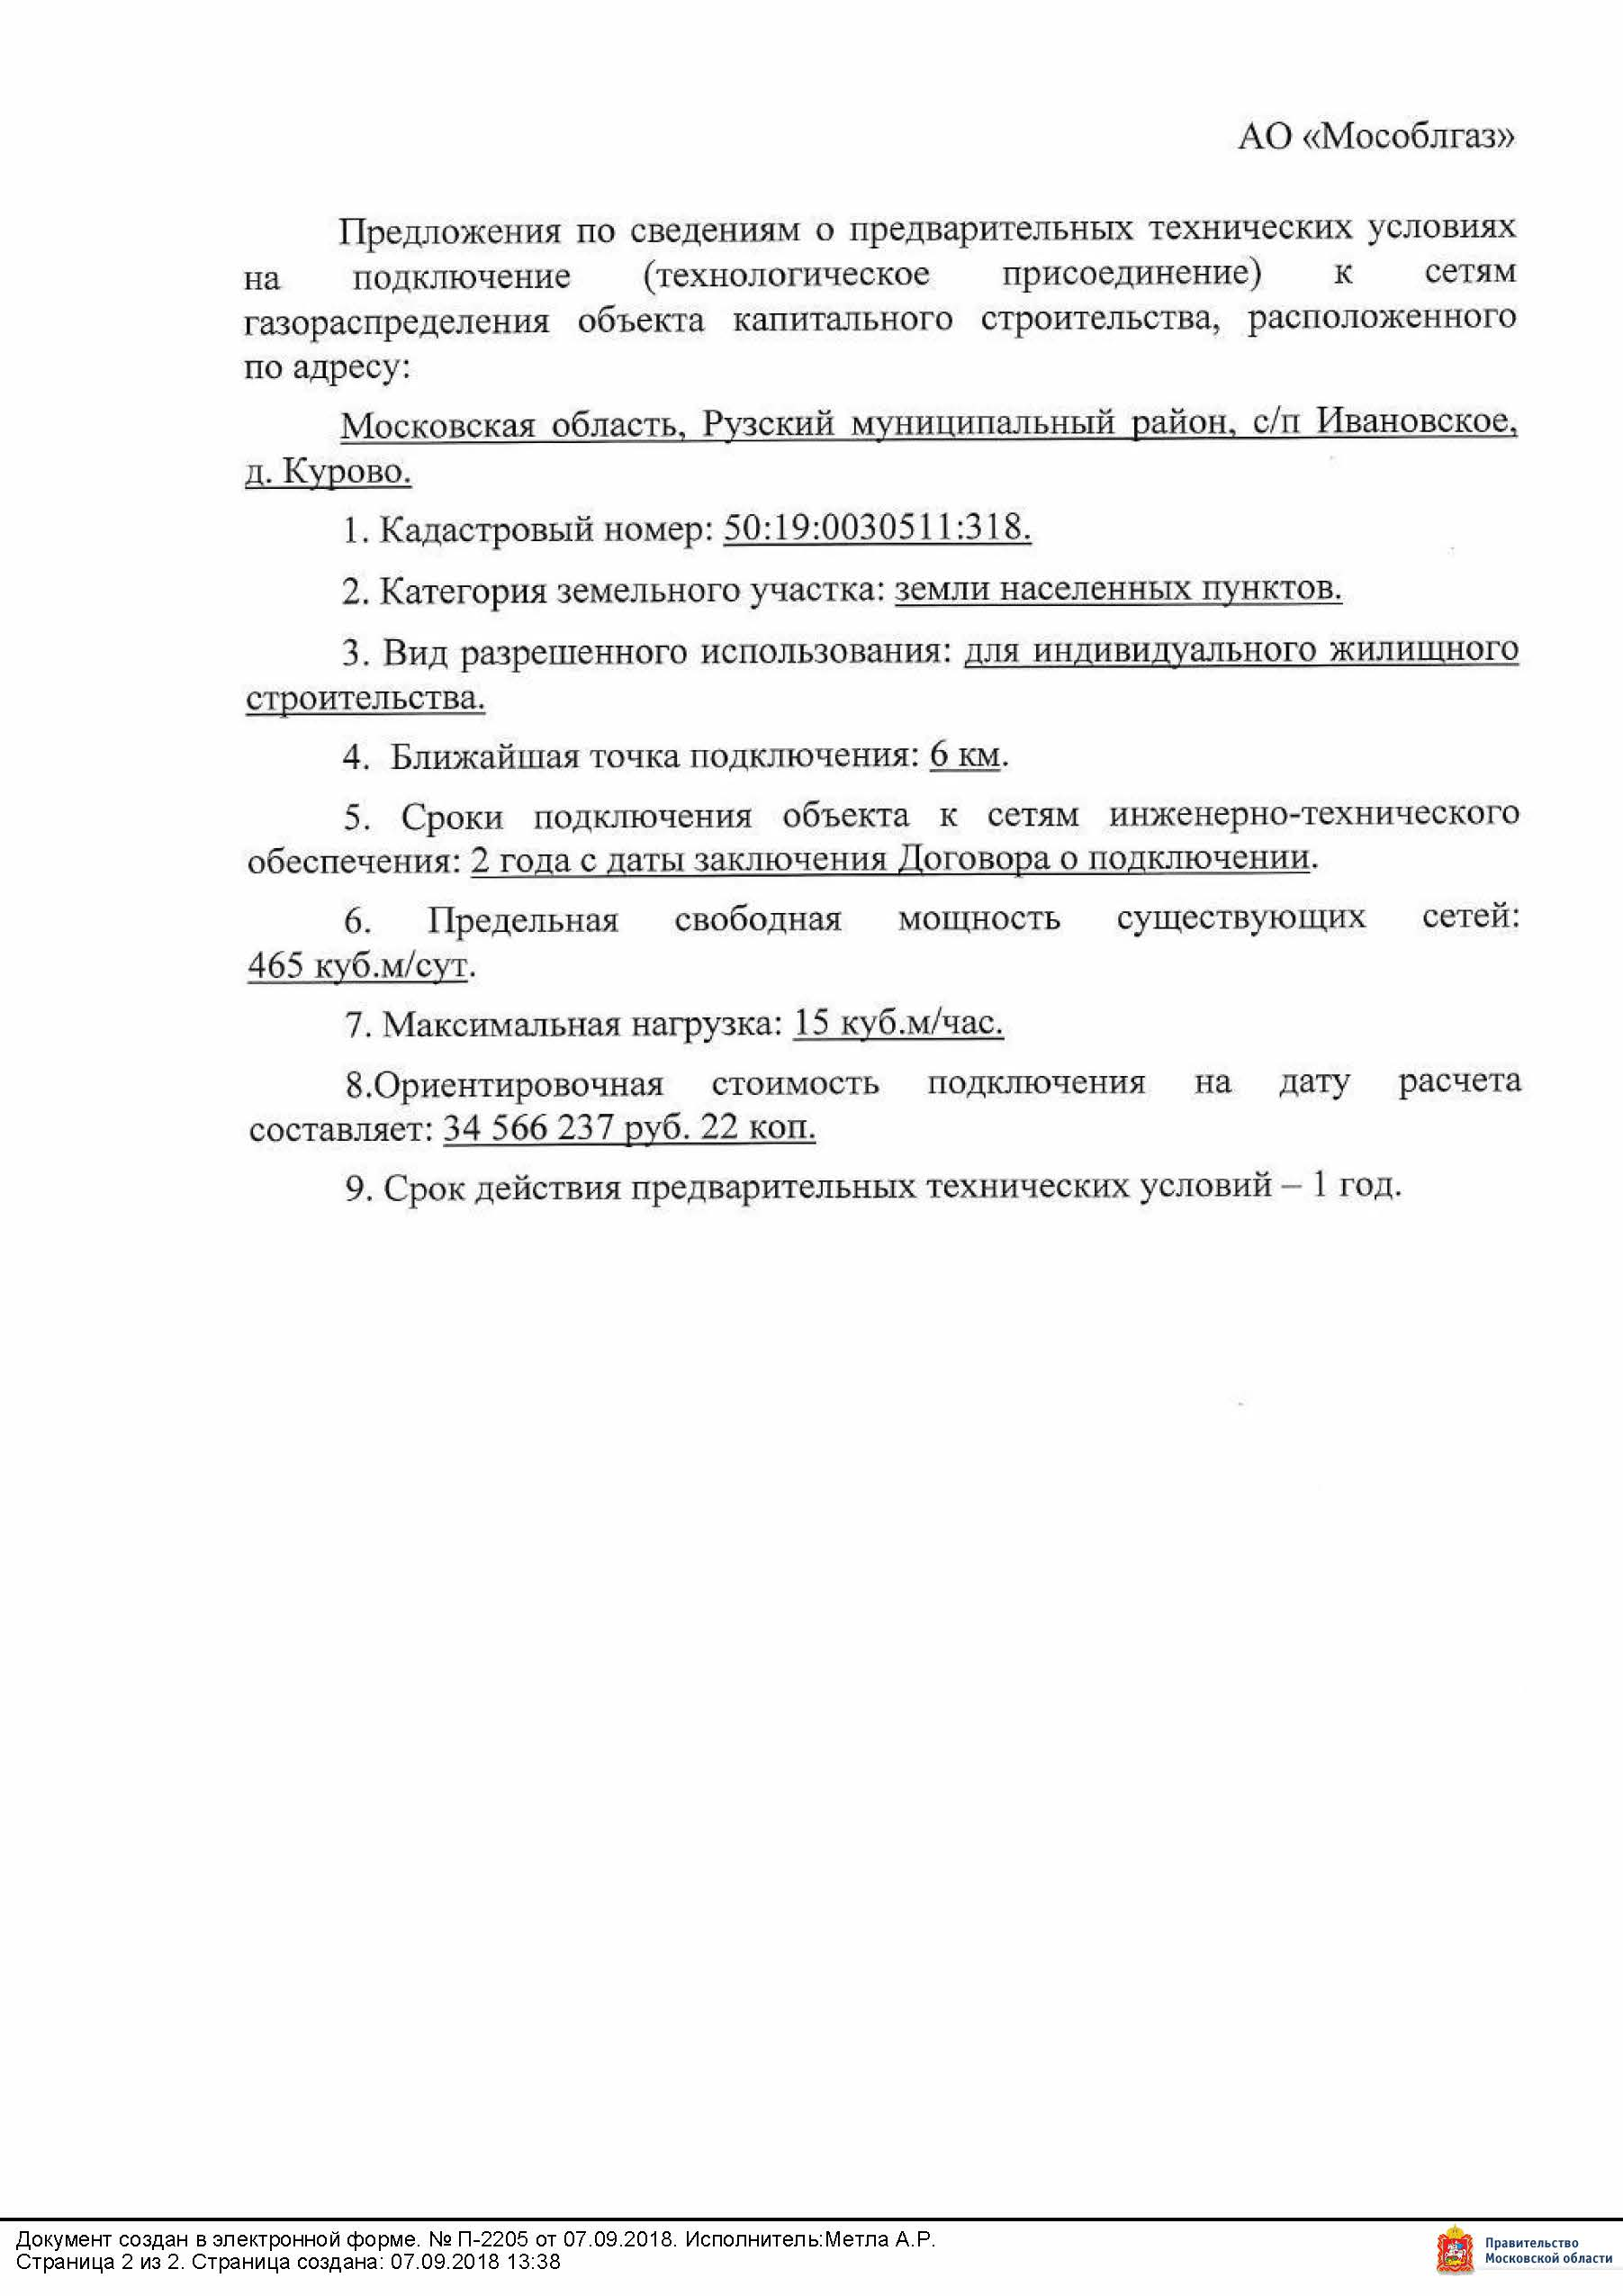 АО «Мособлгаз»
Предложения по сведениям о предварительных технических условиях
на подключение (технологическое присоединение) к сетям
газораспределения объекта капитального строительства, расположенного
по адресу:
Московская область, Рузский муниципальный район, с/п Ивановское,
д. Курово.
1. Кадастровый номер: 50:19:0030511:318.
2. Категория земельного участка: земли населенных пунктов.
3. Вид разрешенного использования: для индивидуального жилищного
строительства.
4. Ближайшая точка подключения: 6 км.
5. Сроки подключения объекта к сетям инженерно-технического
обеспечения: 2 года с даты заключения Договора о подключении.
6. Предельная свободная мощность существующих сетей:
465 куб.м/сут.
7. Максимальная нагрузка: 15 куб.м/час.
8.Ориентировочная стоимость подключения на дату расчета
составляет: 34 566 237 руб. 22 коп.
9. Срок действия предварительных технических условий – 1 год.
Документ создан в электронной форме. № П-2205 от 07.09.2018. Исполнитель:Метла А.Р.
Страница 2 из 2. Страница создана: 07.09.2018 13:38
Правительство
Московской области